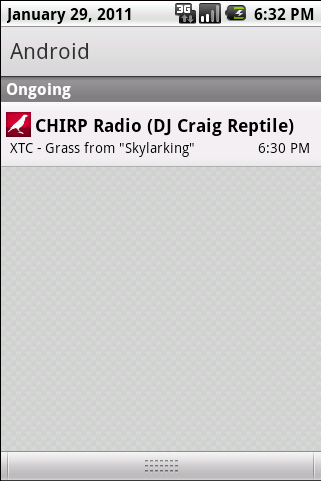 January 29, 2011 3G 6:32 PM
Android
Ongoing
CHIRP Radio (DJ Craig Reptile)
XTC - Grass from "Skylarking" 6:30 PM